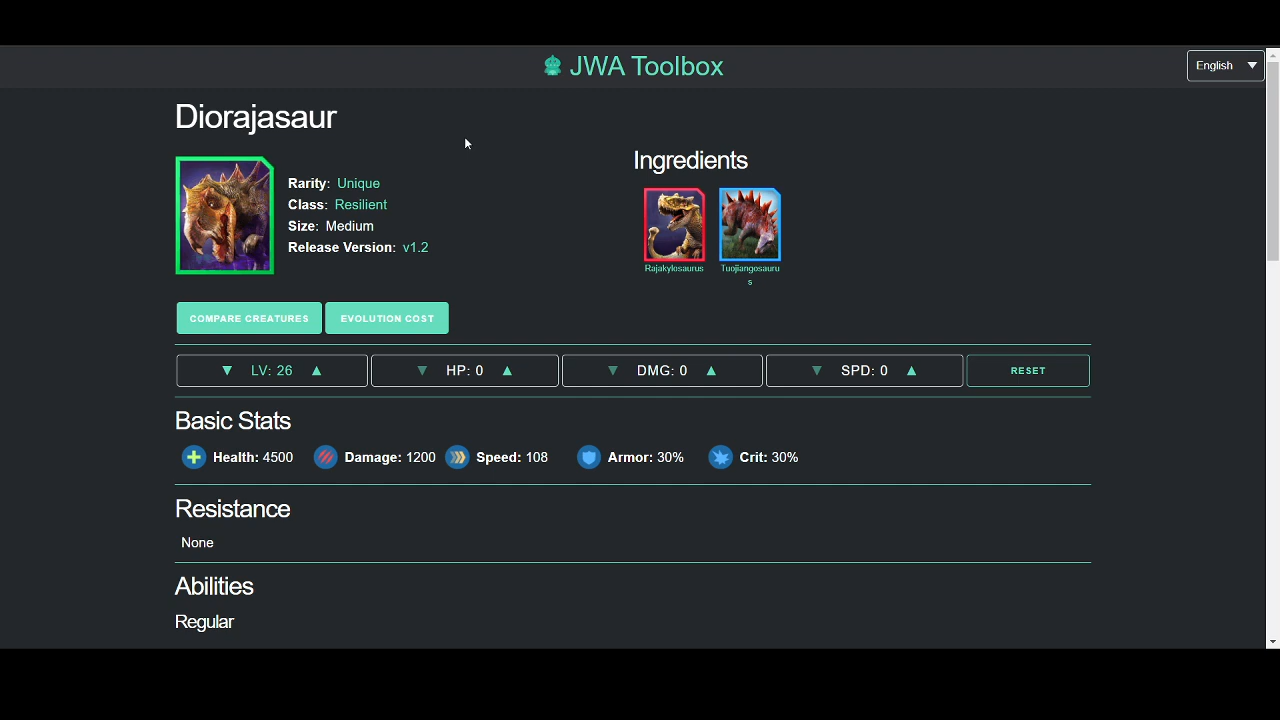 JWA Toolbox
English
Diorajasaur
Rarity: Unique
Class: Resilient
Size: Medium
Release Version: v1.2
Ingredients
Rajakylosaurus
Tuojiangosauru
s
COMPARE CREATURES
EVOLUTION COST
LV: 26
HP: 0
DMG: 0
SPD: 0
RESET
Basic Stats
Health: 4500
Damage: 1200
Speed: 108
Armor: 30%
Crit: 30%
Resistance
None
Abilities
Regular